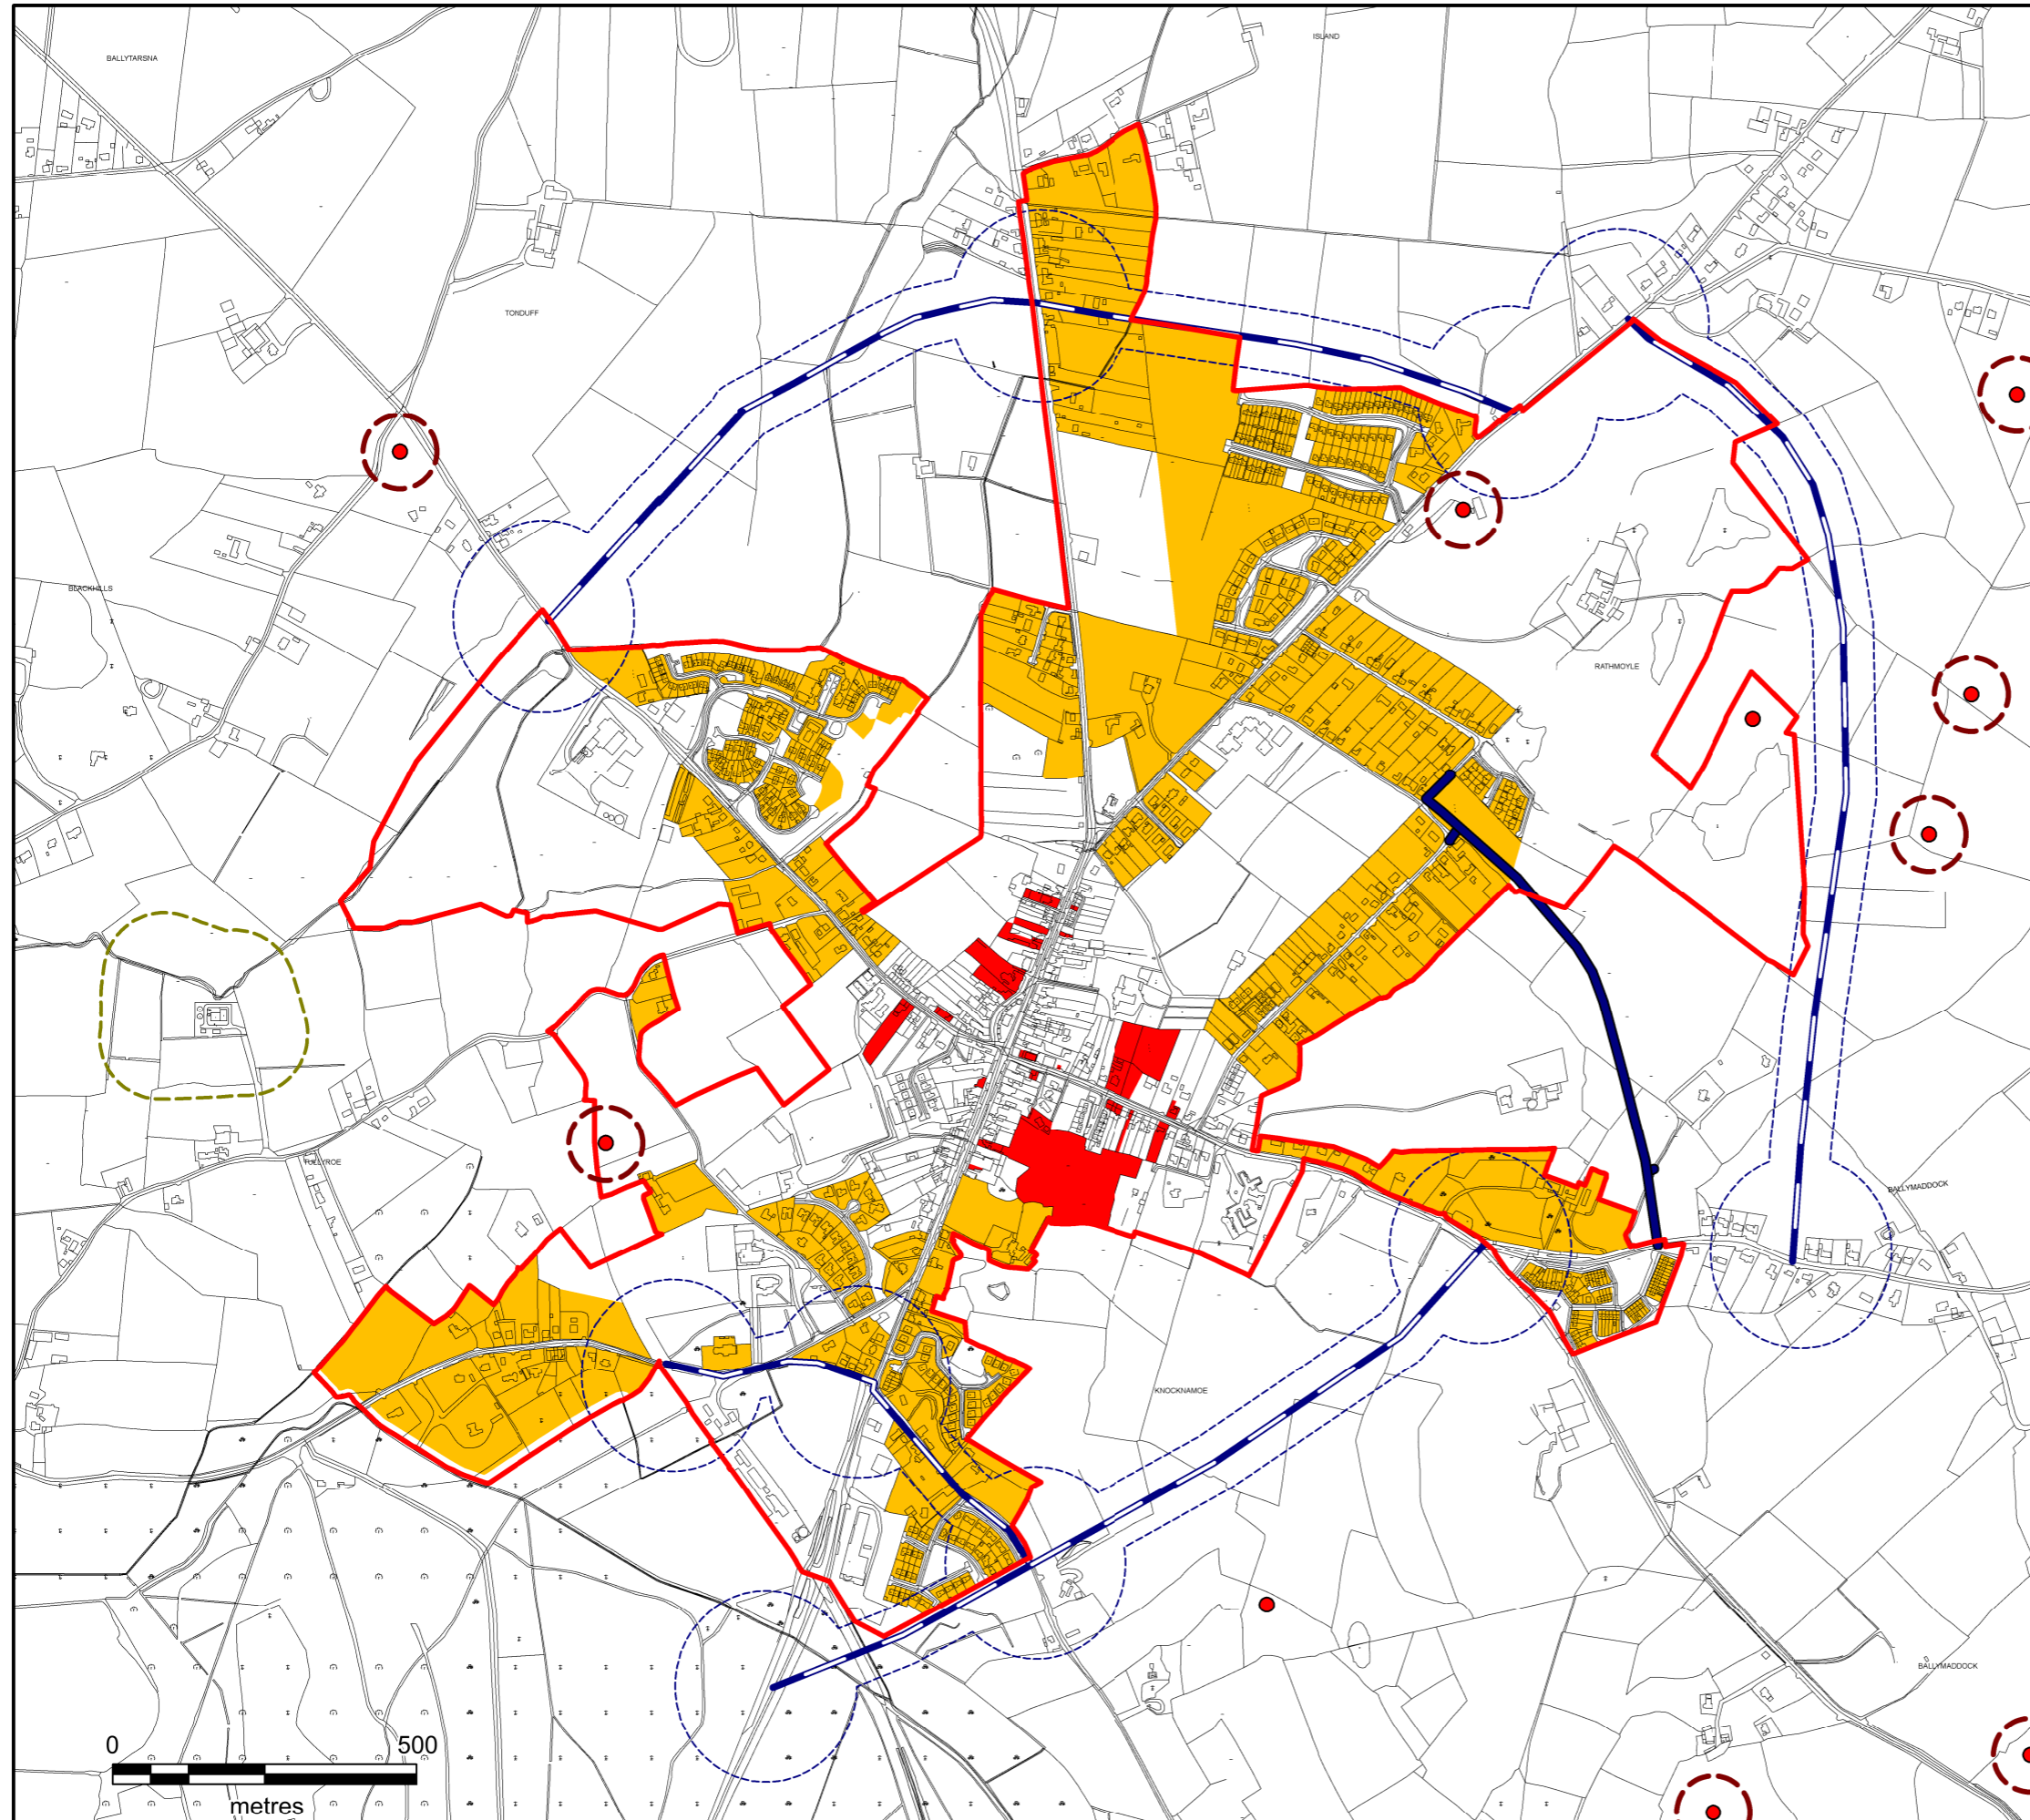 ISLAND
BALLYTARSNA
TONDUFF
BLACKHILLS
RATHMOYLE
TULLYROE
BALLYMADDOCK
KNOCKNAMOE
BALLYMADDOCK
0 500
metres